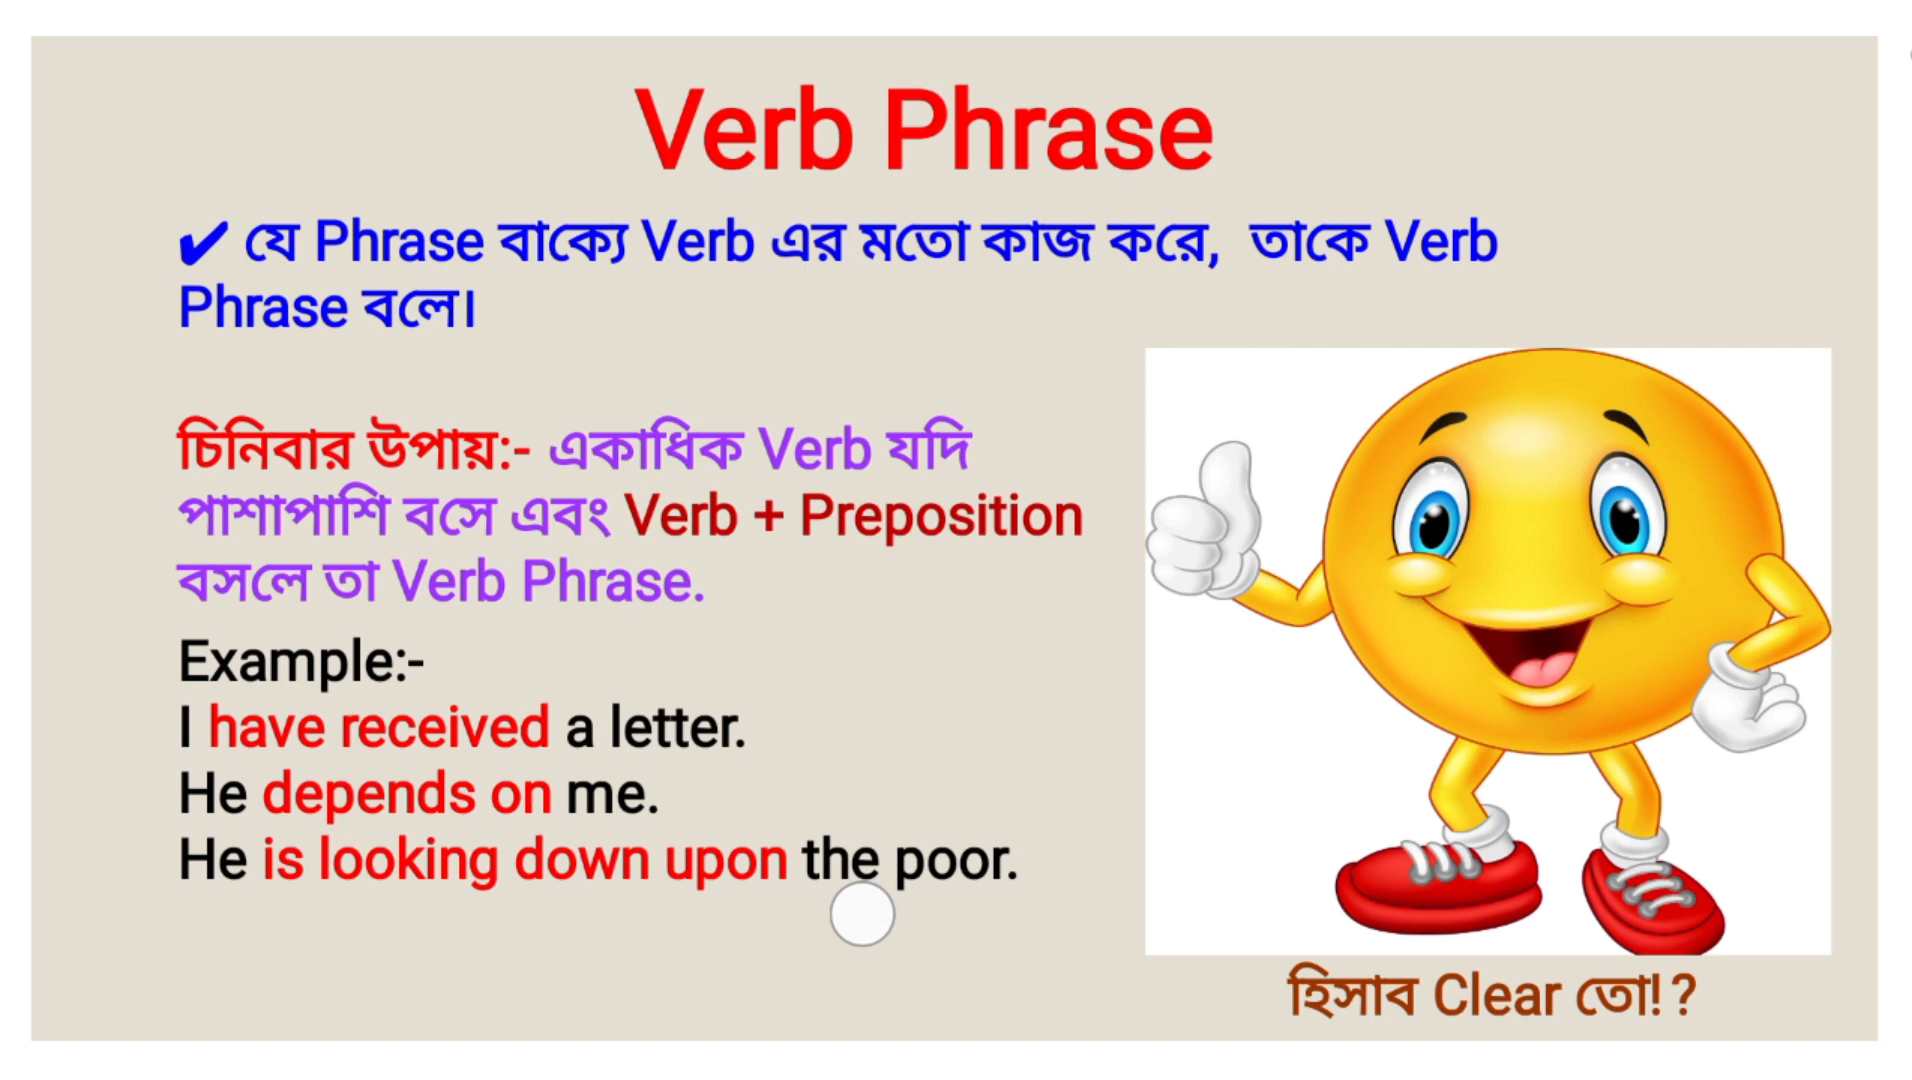 Verb Phrase
✔ যে Phrase বাক্যে Verb এর মতো কাজ করে, তাকে Verb
Phrase বলে।
চিনিবার উপায়:- একাধিক Verb যদি
পাশাপাশি বসে এবং Verb + Preposition
বসলে তা Verb Phrase.
Example:-
I have received a letter.
He depends on me.
He is looking down upon the poor.
হিসাব Clear তো!?